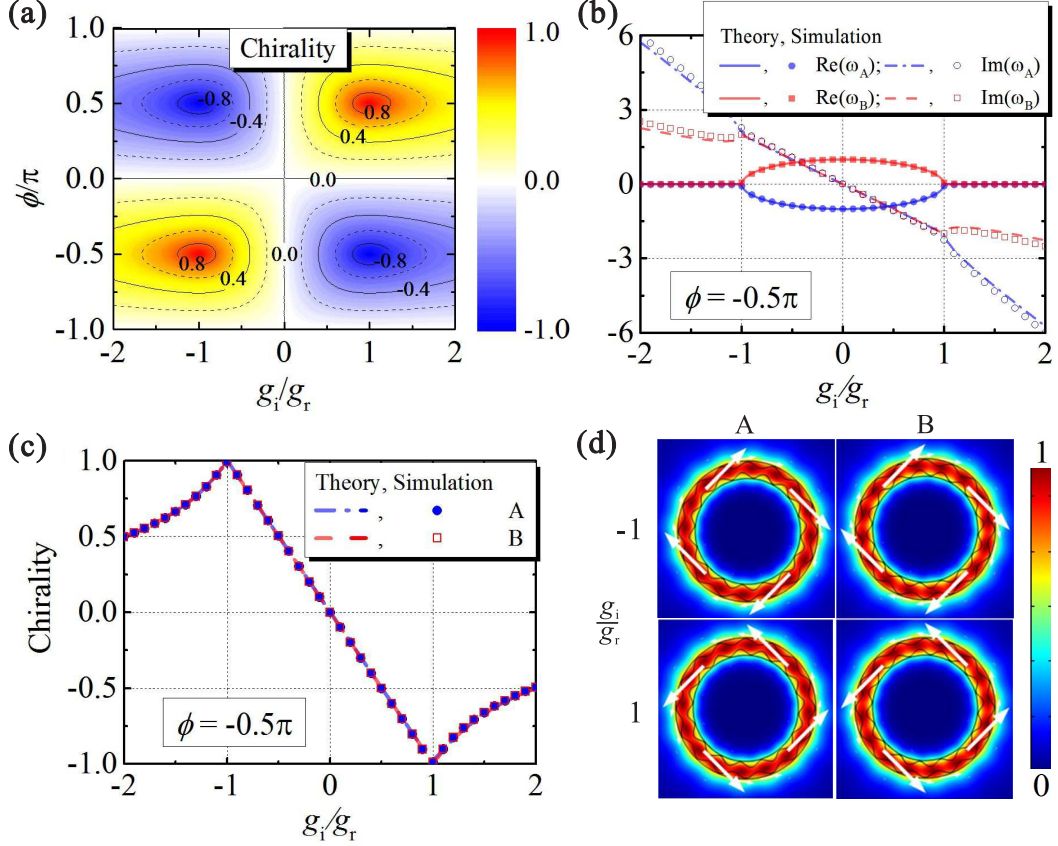 (a)
Chirality
1.0
0.5
0.0
-0.5
-1.0
ϕ/π
-0.8
-0.4
0.8
0.4
0.0
0.8
0.4
0.0
-0.8
-0.4
-2 -1 0 1 2
gi/gr
1.0
0.0
-1.0
(b)
Theory, Simulation
, Re(ωA); , Im(ωA)
, Re(ωB); , Im(ωB)
6
3
0
-3
-6
ϕ = -0.5π
-2 -1 0 1 2
gi/gr
(c)
Theory, Simulation
, A
, B
1.0
0.5
0.0
-0.5
-1.0
Chirality
ϕ = -0.5π
-2 -1 0 1 2
gi/gr
(d)
A B
-1
gi
gr
1
1
0